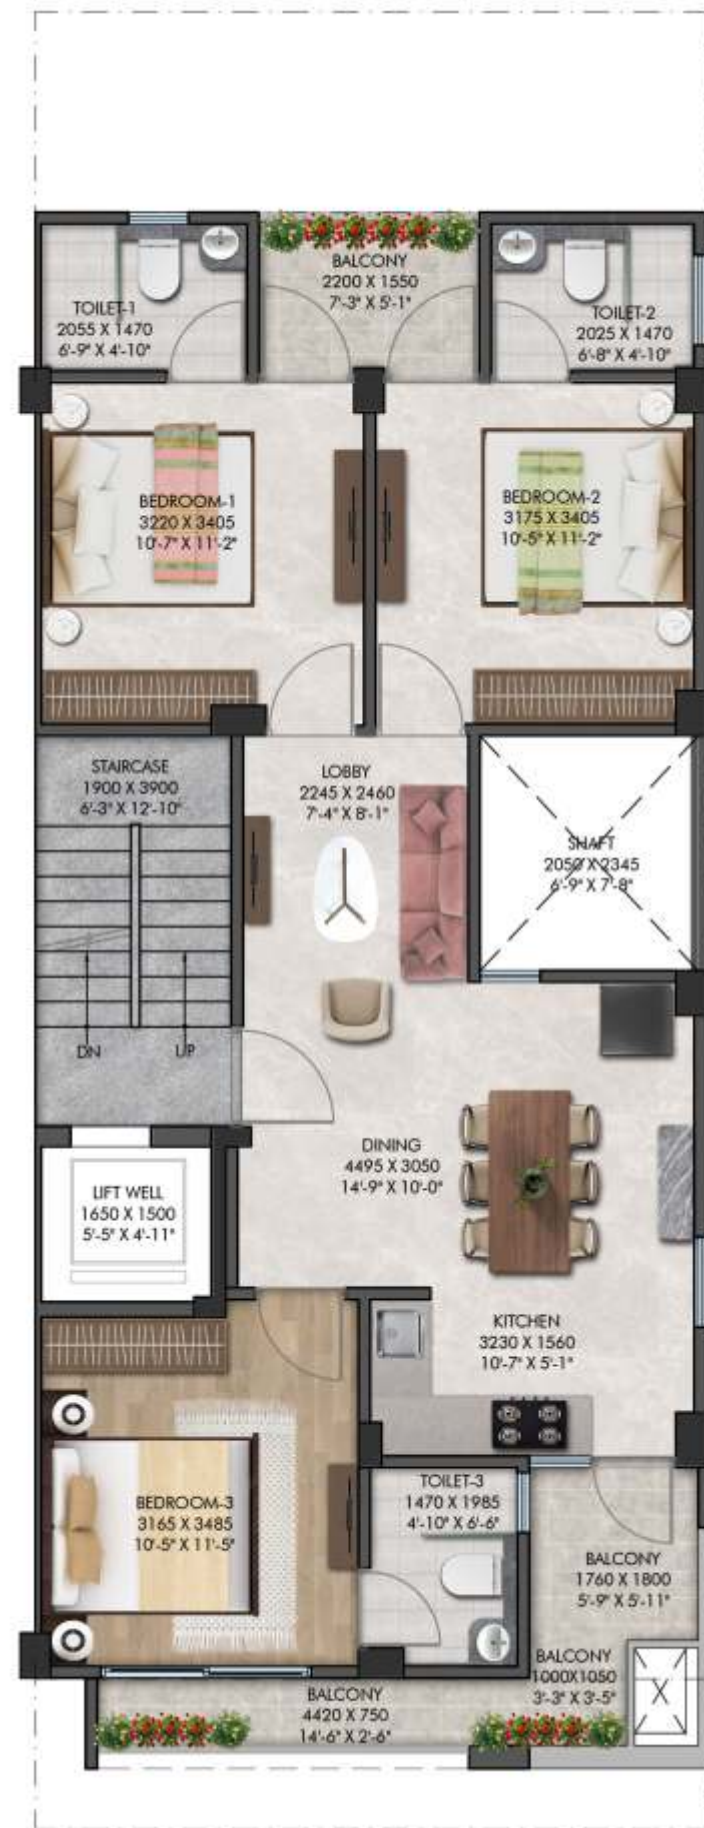 BALCONY
2200 X 1550
7'-3" X 5'-1"
TOILET-1
2055 X 1470
6'-9" X 4'-10"
TOILET-2
2025 X 1470
6'-8" X 4'-10"
BEDROOM-1
3220 X 3405
10'-7" X 11'-2"
BEDROOM-2
3175 X 3405
10'-5" X 11'-2"
STAIRCASE
1900 X 3900
6'-3" X 12'-10"
LOBBY
2245 X 2460
7'-4" X 8'-1"
SHAFT
2050 X 2345
6'-9" X 7'-8"
DN
UP
DINING
4495 X 3050
14'-9" X 10'-0"
LIFT WELL
1650 X 1500
5'-5" X 4'-11"
KITCHEN
3230 X 1560
10'-7" X 5'-1"
BEDROOM-3
3165 X 3485
10'-5" X 11'-5"
TOILET-3
1470 X 1985
4'-10" X 6'-6"
BALCONY
1760 X 1800
5'-9" X 5'-11"
BALCONY
1000X1050
3'-3" X 3'-5"
BALCONY
4420 X 750
14'-6" X 2'-6"